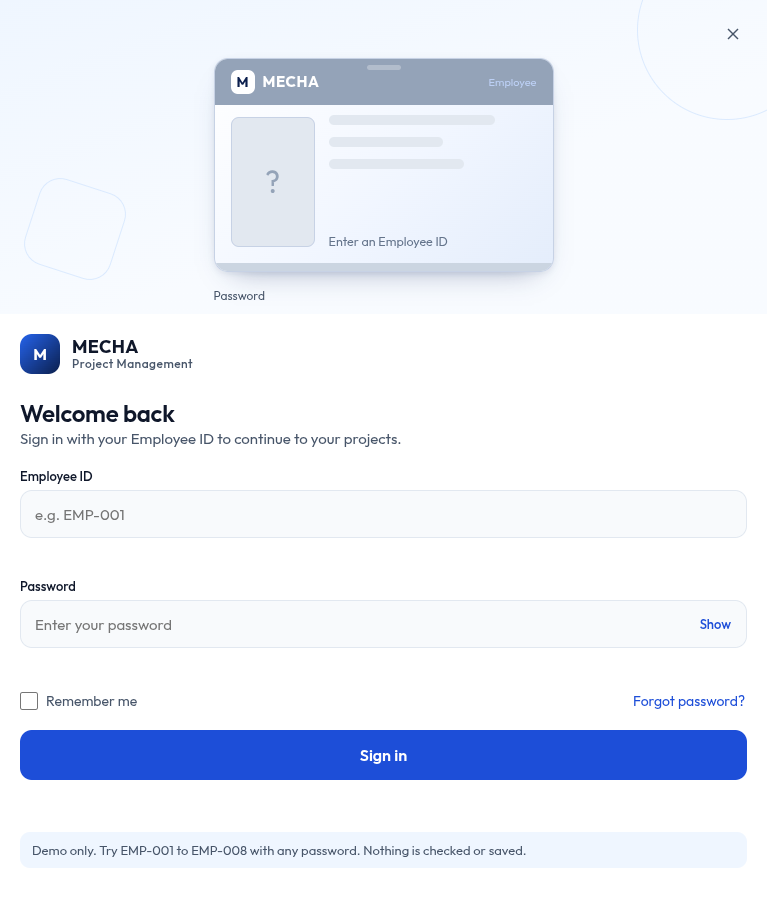 M MECHA
Employee
?
Enter an Employee ID
Password
M
MECHA
Project Management
Welcome back
Sign in with your Employee ID to continue to your projects.
Employee ID
e.g. EMP-001
Password
Enter your password
Show
Remember me
Forgot password?
Sign in
Demo only. Try EMP-001 to EMP-008 with any password. Nothing is checked or saved.